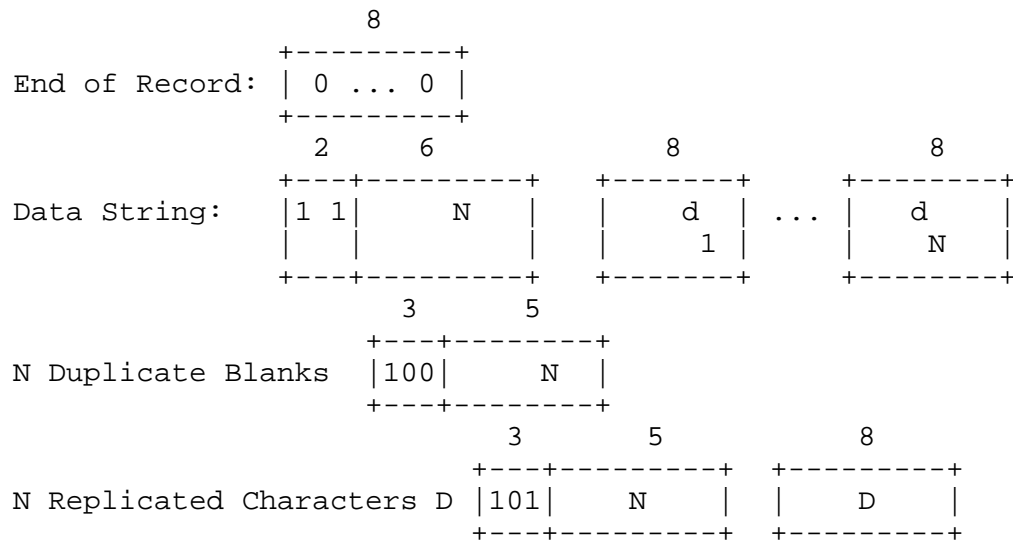 8
                    +---------+
End of Record: | 0 ... 0 |
                    +---------+
                      2      6                8                 8
                    +---+---------+    +-------+      +--------+
Data String:   |1 1|      N   |    |     d | ... |    d    |
                    |   |          |    |      1 |     |     N   |
                    +---+---------+    +-------+      +--------+
                           3       5
                         +---+--------+
N Duplicate Blanks  |100|      N  |
                         +---+--------+
                                 3       5             8
                               +---+---------+  +---------+
N Replicated Characters D |101|     N    |  |    D    |
                               +---+---------+  +---------+